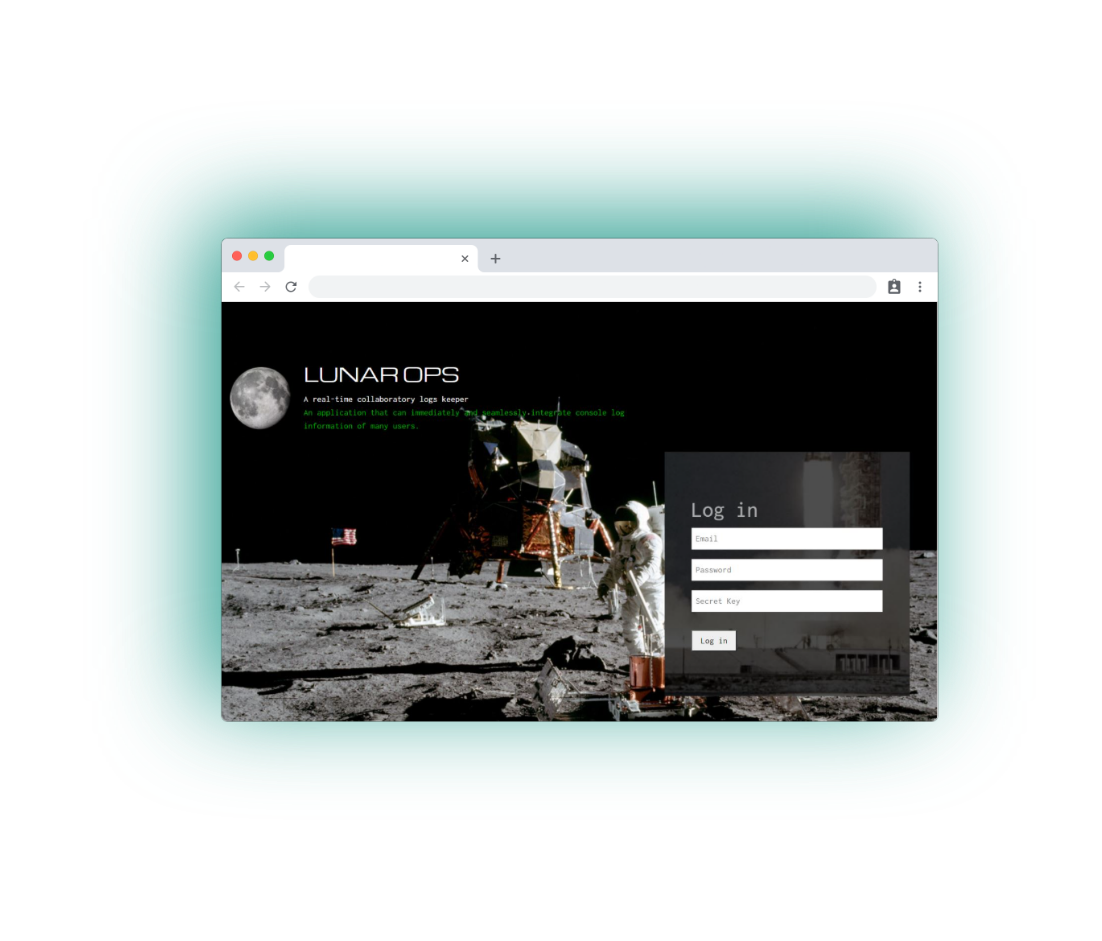 LUNAR OPS
A real-time collaboratory logs keeper
An application that can immediately and seamlesaly integrate console log
information of many users.
Log in
Email
Password
Secret Key
Log in